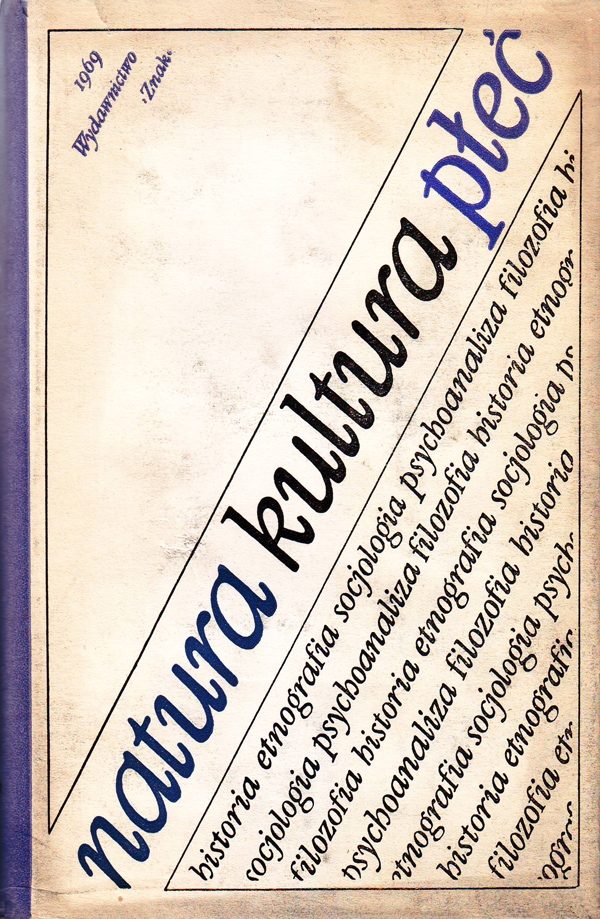 1969
Wydawnictwo
·Znak·
natura kultura płeć
historia etnografia socjologia psychoanaliza filozofia hi
socjologia psychoanaliza filozofia historia etnogr
filozofia historia etnografia socjologia ps
psychoanaliza filozofia historia
etnografia socjologia psych
historia etnografia
filozofia etn